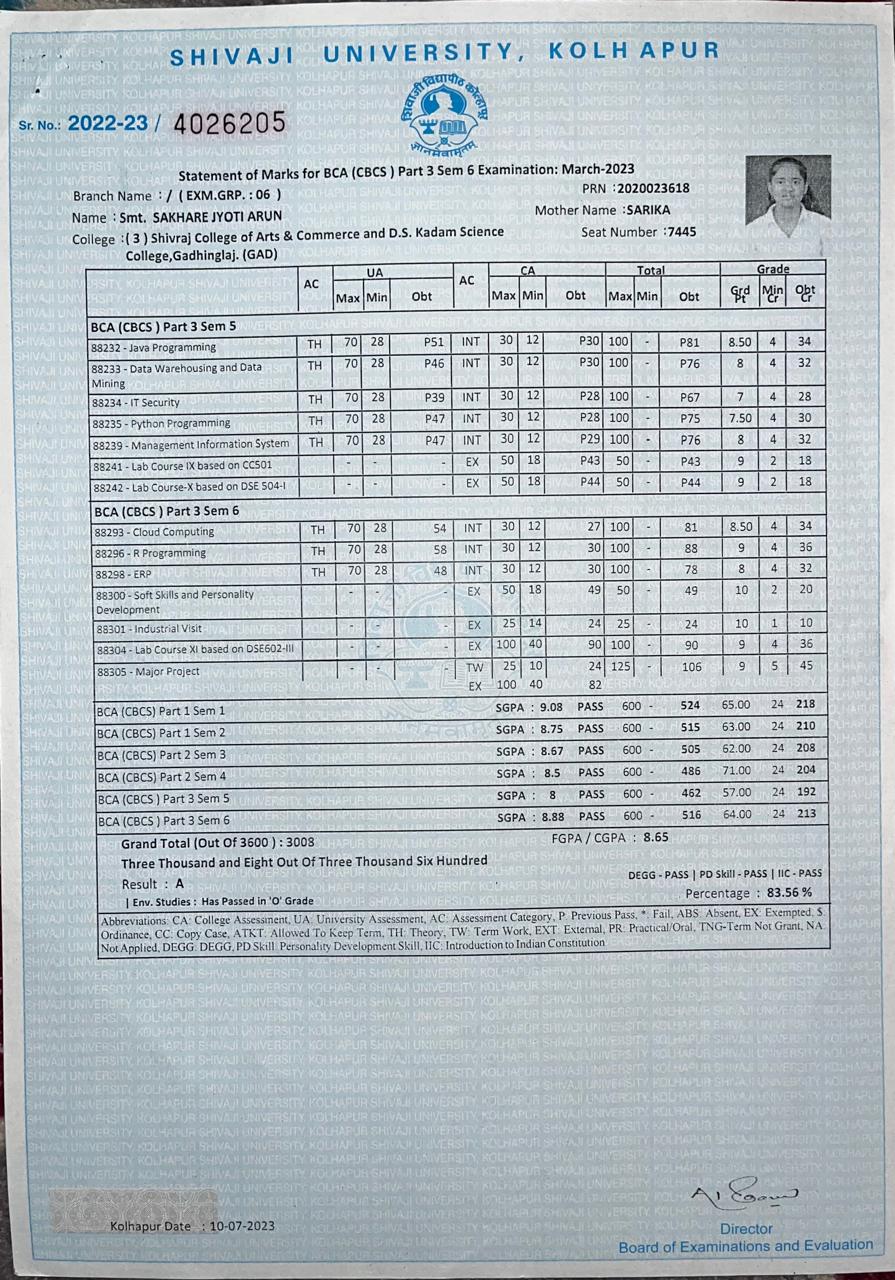 SHIVAJI UNIVERSITY, KOLHAPUR
शिवाजी विद्यापीठ कोल्हापूर
ज्ञानमेवामृतम्
Sr. No.: 2022-23 / 4026205
Statement of Marks for BCA (CBCS ) Part 3 Sem 6 Examination: March-2023
Branch Name : / ( EXM.GRP. : 06 ) PRN :2020023618
Name : Smt. SAKHARE JYOTI ARUN Mother Name :SARIKA
College :( 3 ) Shivraj College of Arts & Commerce and D.S. Kadam Science Seat Number :7445
College,Gadhinglaj. (GAD)
AC UA AC CA Total Grade
Max Min Obt Max Min Obt Max Min Obt Grd Pt Min Cr Obt Cr
BCA (CBCS ) Part 3 Sem 5
88232 - Java Programming TH 70 28 P51 INT 30 12 P30 100 - P81 8.50 4 34
88233 - Data Warehousing and Data TH 70 28 P46 INT 30 12 P30 100 - P76 8 4 32
Mining
88234 - IT Security TH 70 28 P39 INT 30 12 P28 100 - P67 7 4 28
88235 - Python Programming TH 70 28 P47 INT 30 12 P28 100 - P75 7.50 4 30
88239 - Management Information System TH 70 28 P47 INT 30 12 P29 100 - P76 8 4 32
88241 - Lab Course IX based on CC501 - - - EX 50 18 P43 50 - P43 9 2 18
88242 - Lab Course-X based on DSE 504-I - - - EX 50 18 P44 50 - P44 9 2 18
BCA (CBCS ) Part 3 Sem 6
88293 - Cloud Computing TH 70 28 54 INT 30 12 27 100 - 81 8.50 4 34
88296 - R Programming TH 70 28 58 INT 30 12 30 100 - 88 9 4 36
88298 - ERP TH 70 28 48 INT 30 12 30 100 - 78 8 4 32
88300 - Soft Skills and Personality - - - EX 50 18 49 50 - 49 10 2 20
Development
88301 - Industrial Visit - - - EX 25 14 24 25 - 24 10 1 10
88304 - Lab Course XI based on DSE602-III - - - EX 100 40 90 100 - 90 9 4 36
88305 - Major Project - - - TW 25 10 24 125 - 106 9 5 45
EX 100 40 82
BCA (CBCS) Part 1 Sem 1 SGPA : 9.08 PASS 600 - 524 65.00 24 218
BCA (CBCS) Part 1 Sem 2 SGPA : 8.75 PASS 600 - 515 63.00 24 210
BCA (CBCS) Part 2 Sem 3 SGPA : 8.67 PASS 600 - 505 62.00 24 208
BCA (CBCS) Part 2 Sem 4 SGPA : 8.5 PASS 600 - 486 71.00 24 204
BCA (CBCS ) Part 3 Sem 5 SGPA : 8 PASS 600 - 462 57.00 24 192
BCA (CBCS ) Part 3 Sem 6 SGPA : 8.88 PASS 600 - 516 64.00 24 213
Grand Total (Out Of 3600 ) : 3008 FGPA / CGPA : 8.65
Three Thousand and Eight Out Of Three Thousand Six Hundred
Result : A DEGG - PASS | PD Skill - PASS | IIC - PASS
| Env. Studies : Has Passed in 'O' Grade Percentage : 83.56 %
Abbreviations: CA: College Assessment, UA: University Assessment, AC: Assessment Category, P: Previous Pass, *: Fail, ABS: Absent, EX: Exempted, $:
Ordinance, CC: Copy Case, ATKT: Allowed To Keep Term, TH: Theory, TW: Term Work, EXT: External, PR: Practical/Oral, TNG-Term Not Grant, NA:
Not Applied, DEGG: DEGG, PD Skill: Personality Development Skill, IIC: Introduction to Indian Constitution
Kolhapur Date : 10-07-2023
Director
Board of Examinations and Evaluation